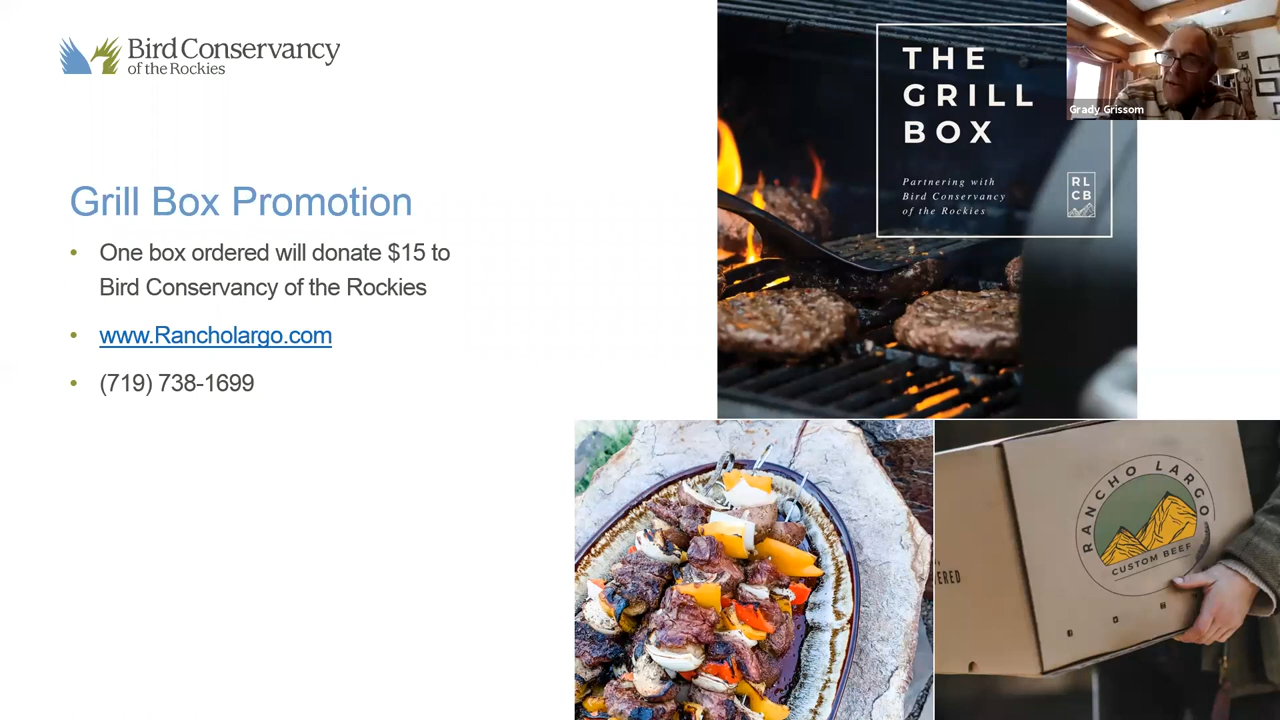 Bird Conservancy
of the Rockies
Grill Box Promotion
• One box ordered will donate $15 to
Bird Conservancy of the Rockies
• www.Rancholargo.com
• (719) 738-1699
THE
GRILL
BOX
Partnering with
Bird Conservancy
of the Rockies
RL
CB
Grady Grissom
RANCHO LARGO
CUSTOM BEEF